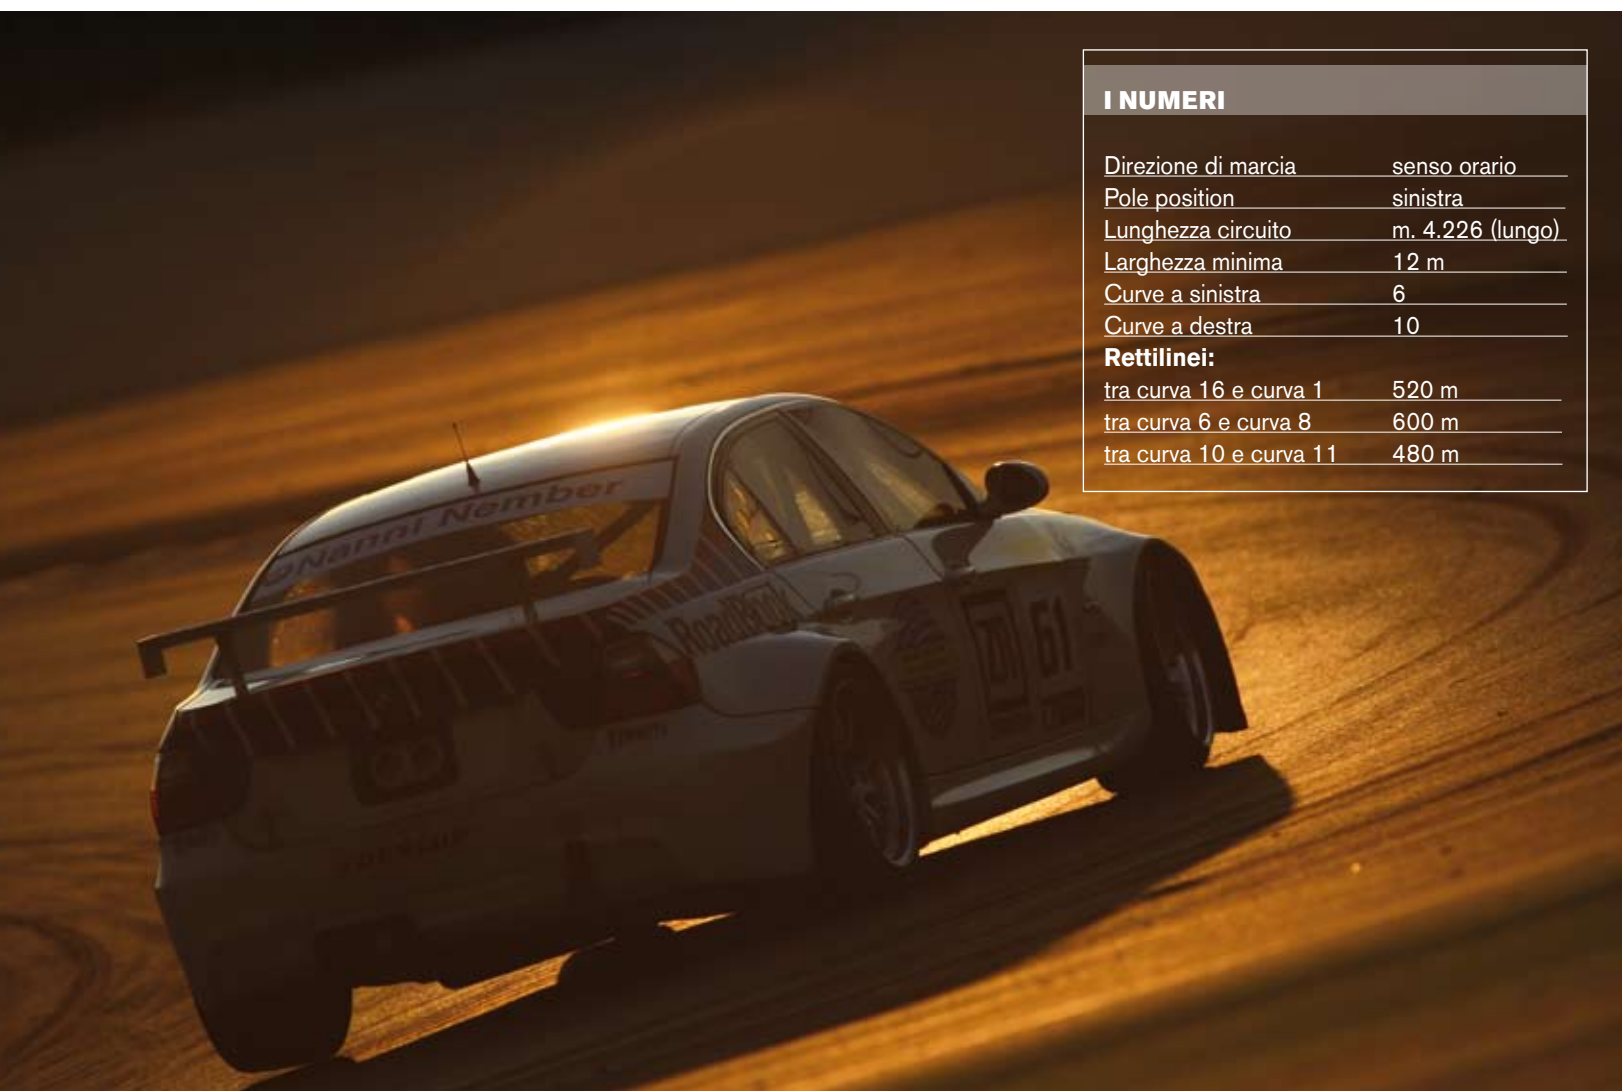 I NUMERI
Direzione di marcia senso orario
Pole position sinistra
Lunghezza circuito m. 4.226 (lungo)
Larghezza minima 12 m
Curve a sinistra 6
Curve a destra 10
Rettilinei:
tra curva 16 e curva 1 520 m
tra curva 6 e curva 8 600 m
tra curva 10 e curva 11 480 m
Nanni Nember
61